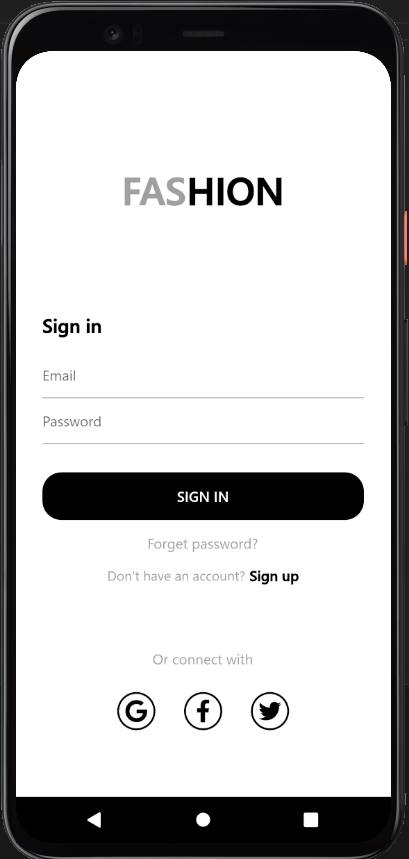 FASHION
Sign in
Email
Password
SIGN IN
Forget password?
Don't have an account? Sign up
Or connect with